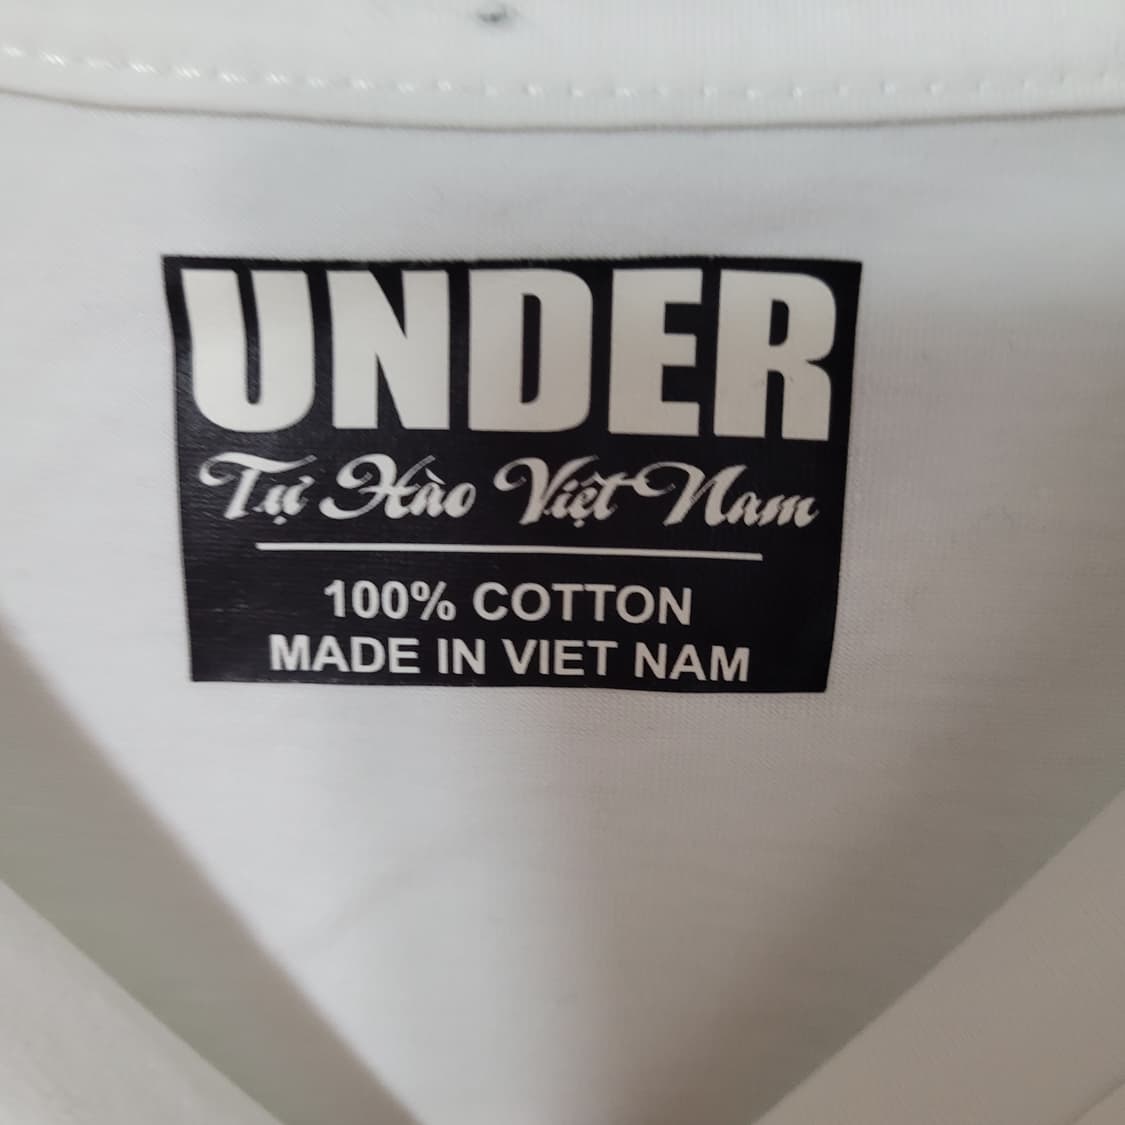 UNDER
Tự Hào Việt Nam
100% COTTON
MADE IN VIET NAM